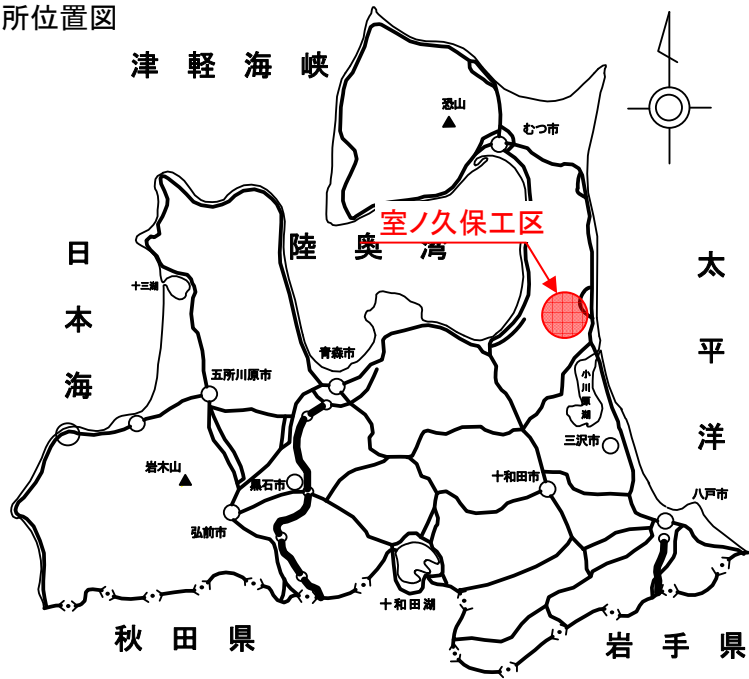 所位置図
津軽海峡
恐山
むつ市
室ノ久保工区
陸奥湾
日本海
太平洋
十三湖
青森市
五所川原市
小川原湖
三沢市
岩木山
黒石市
十和田市
八戸市
弘前市
十和田湖
秋田県
岩手県